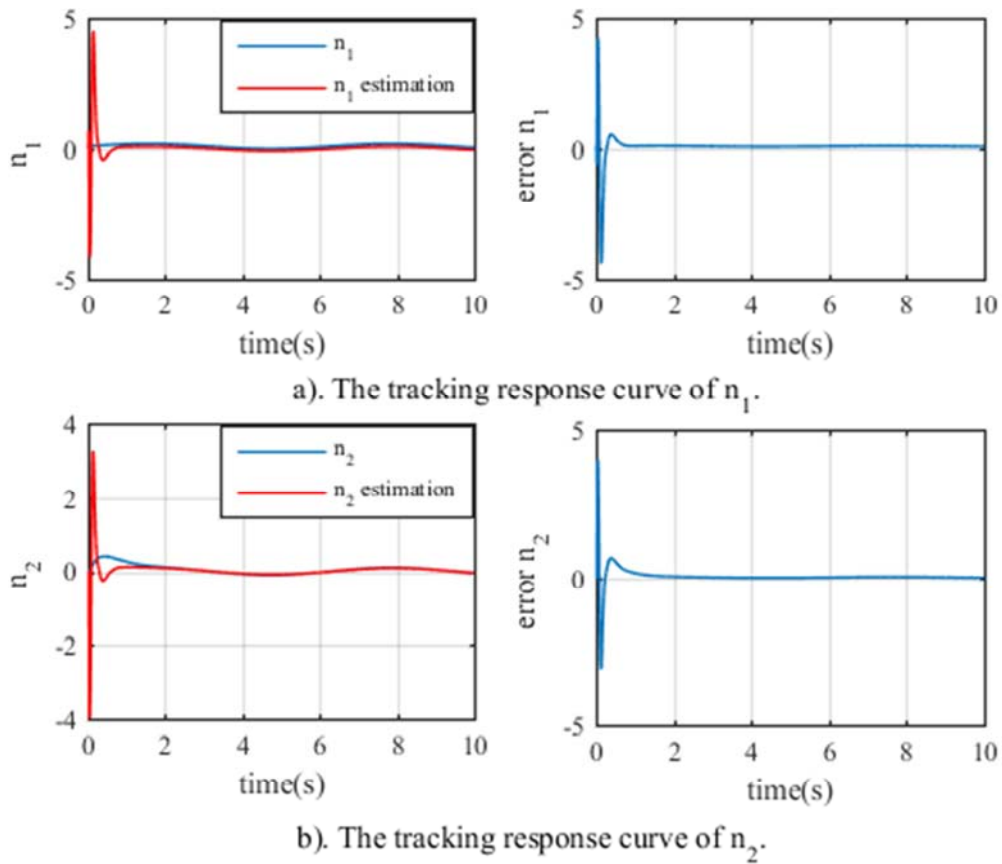 5
0
-5
n1
n1
n1 estimation
0 2 4 6 8 10
time(s)
5
0
-5
error n1
0 2 4 6 8 10
time(s)
a). The tracking response curve of n1.
4
2
0
-2
-4
n2
n2
n2 estimation
0 2 4 6 8 10
time(s)
5
0
-5
error n2
0 2 4 6 8 10
time(s)
b). The tracking response curve of n2.